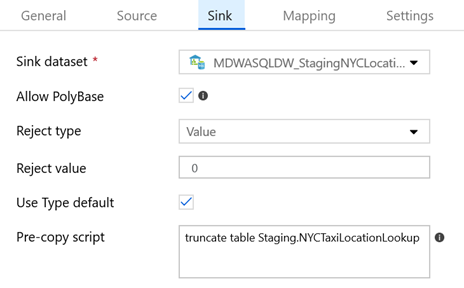 General Source Sink Mapping Settings
Sink dataset * MDWASQLDW_StagingNYCLocati...
Allow PolyBase
Reject type Value
Reject value 0
Use Type default
Pre-copy script truncate table Staging.NYCTaxiLocationLookup